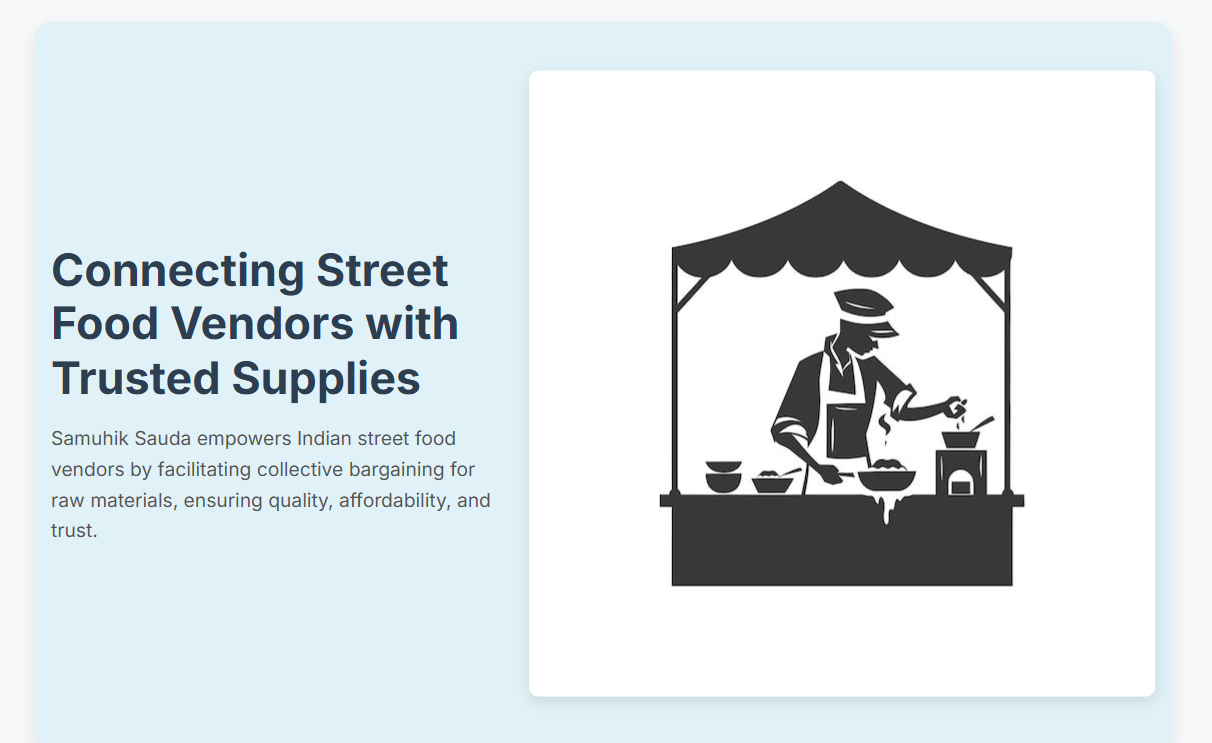 Connecting Street
Food Vendors with
Trusted Supplies
Samuhik Sauda empowers Indian street food
vendors by facilitating collective bargaining for
raw materials, ensuring quality, affordability, and
trust.